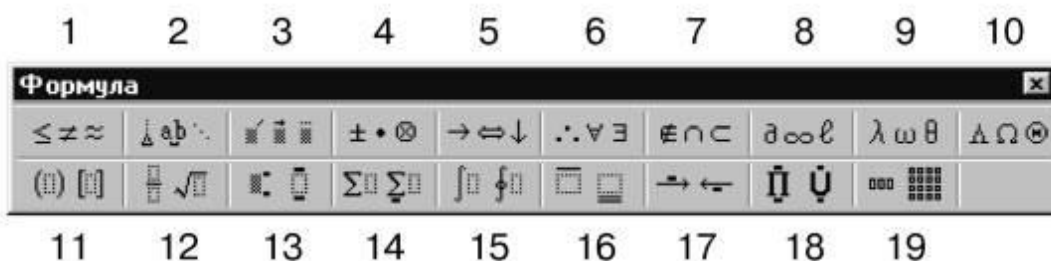 1 2 3 4 5 6 7 8 9 10
Формула
≤ ≠ ≈ a͟b ⋱ ± • ⊗ → ⇔ ↓ ∴ ∀ ∃ ∉ ∩ ⊂ ∂ ∞ ℓ λ ω θ Λ Ω Θ
(▯) [▯] √▯ Σ▯ Σ▯ ∫▯ ∮▯ → ← Π Ụ
11 12 13 14 15 16 17 18 19